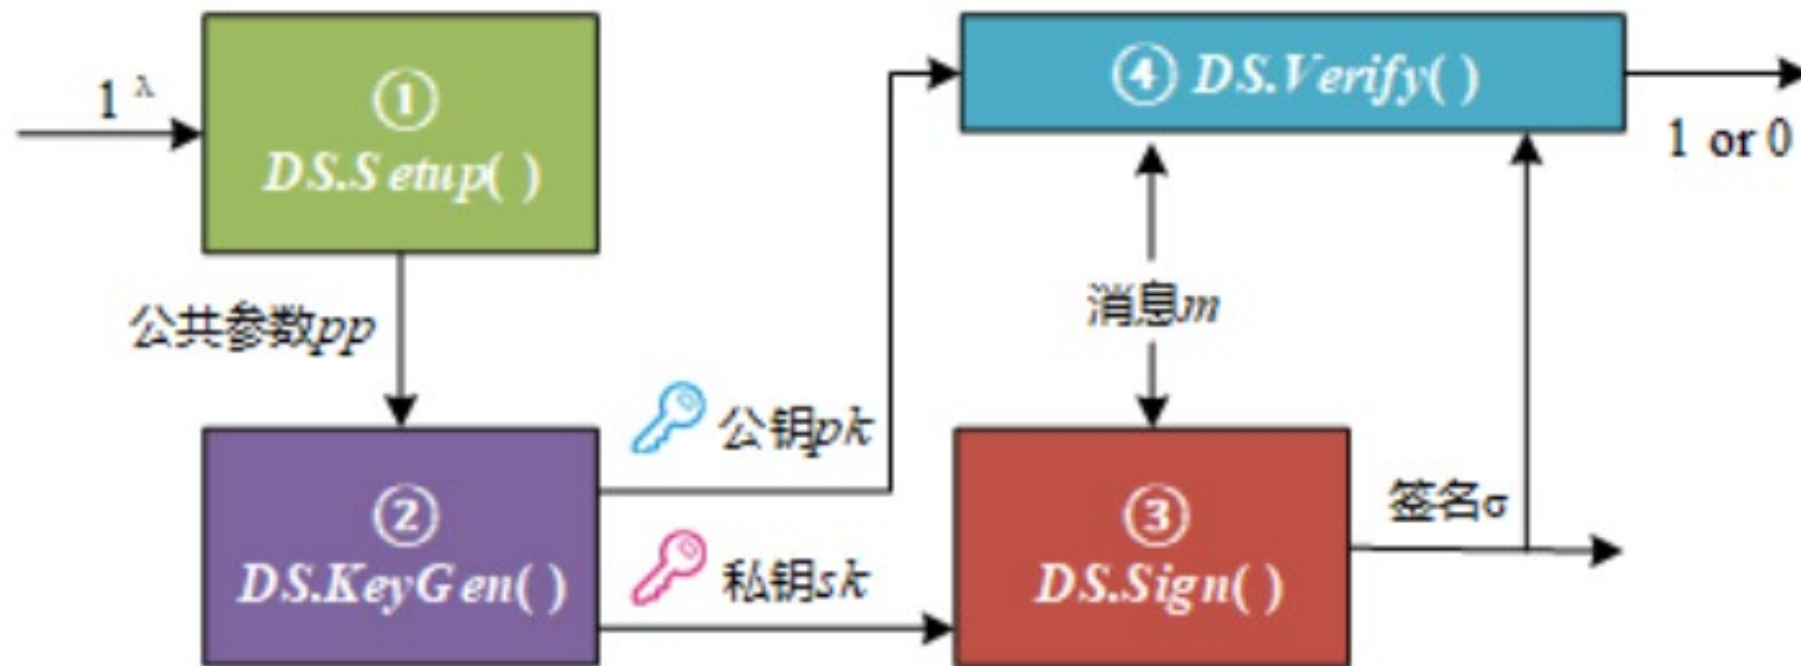 1 λ
①
DS.Setup( )
④ DS.Verify( )
1 or 0
公共参数pp
消息m
公钥pk
②
DS.KeyGen( )
私钥sk
③
DS.Sign( )
签名σ